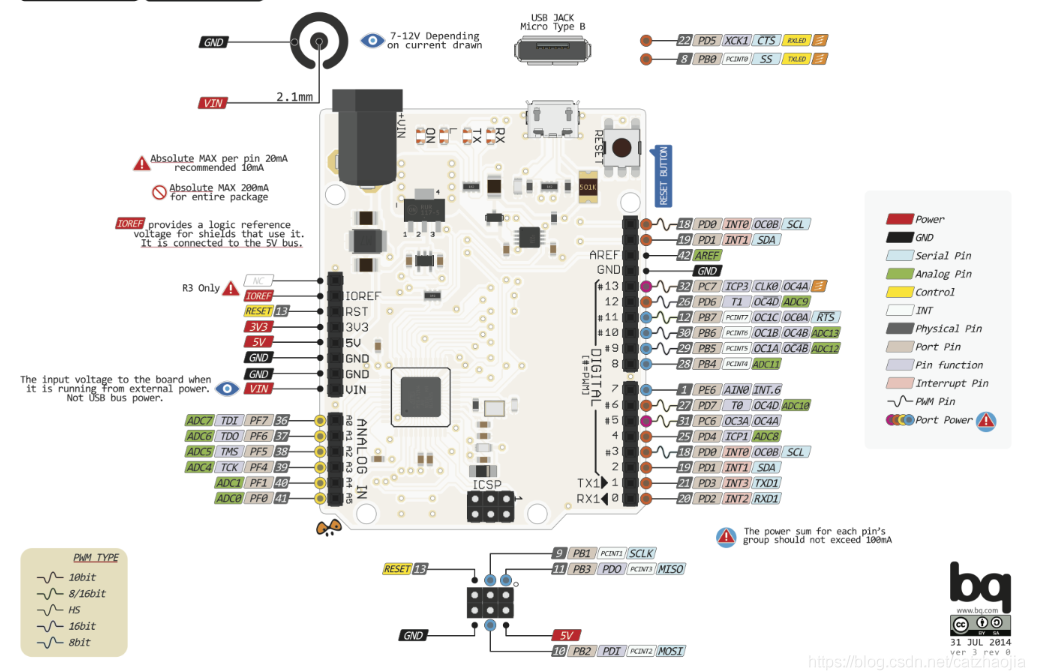 GND
VIN
2.1mm
7-12V Depending
on current drawn
USB JACK
Micro Type B
22 PD5 XCK1 CTS RXLED
8 PB0 PCINT0 SS TXLED
Absolute MAX per pin 20mA
recommended 10mA
Absolute MAX 200mA
for entire package
IOREF provides a logic reference
voltage for shields that use it.
It is connected to the 5V bus.
+VIN
ON
L
TX
RX
RESET
RESET BUTTON
501K
4
1 2 3
R3 Only
NC
IOREF
RESET 13
3V3
5V
GND
GND
VIN
The input voltage to the board when
it is running from external power.
Not USB bus power.
IOREF
RST
3V3
5V
GND
GND
VIN
ADC7 TDI PF7 36
ADC6 TDO PF6 37
ADC5 TMS PF5 38
ADC4 TCK PF4 39
ADC1 PF1 40
ADC0 PF0 41
A0
A1
A2
A3
A4
A5
ANALOG IN
ICSP
1
DIGITAL
[#=PWM]
18 PD0 INT0 OC0B SCL
19 PD1 INT1 SDA
AREF 42 AREF
GND GND
#13 32 PC7 ICP3 CLK0 OC4A
12 26 PD6 T1 OC4D ADC9
#11 12 PB7 PCINT7 OC1C OC0A RTS
#10 30 PB6 PCINT6 OC1B OC4B ADC13
#9 29 PB5 PCINT5 OC1A OC4B ADC12
8 28 PB4 PCINT4 ADC11
7 1 PE6 AIN0 INT.6
#6 27 PD7 T0 OC4D ADC10
#5 31 PC6 OC3A OC4A
4 25 PD4 ICP1 ADC8
#3 18 PD0 INT0 OC0B SCL
2 19 PD1 INT1 SDA
TX1 1 21 PD3 INT3 TXD1
RX1 0 20 PD2 INT2 RXD1
Power
GND
Serial Pin
Analog Pin
Control
INT
Physical Pin
Port Pin
Pin function
Interrupt Pin
PWM Pin
Port Power
The power sum for each pin's
group should not exceed 100mA
PWM TYPE
10bit
8/16bit
HS
16bit
8bit
9 PB1 PCINT1 SCLK
RESET 13
11 PB3 PDO PCINT3 MISO
GND
5V
10 PB2 PDI PCINT2 MOSI
bq
www.bq.com
cc BY SA
31 JUL 2014
ver 3 rev 0
https://blog.csdn.net/catzhaojia